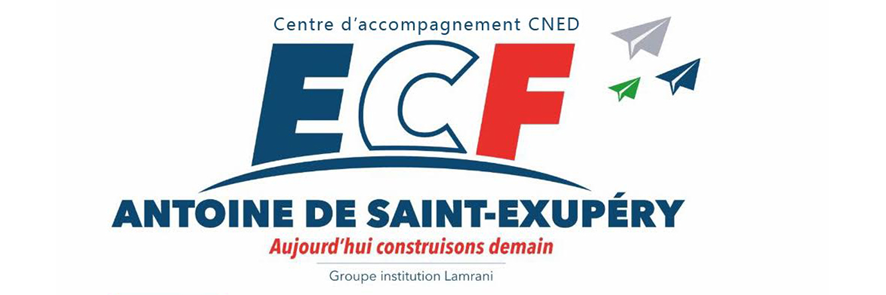 Centre d’accompagnement CNED
ECF
ANTOINE DE SAINT-EXUPÉRY
Aujourd'hui construisons demain
Groupe institution Lamrani